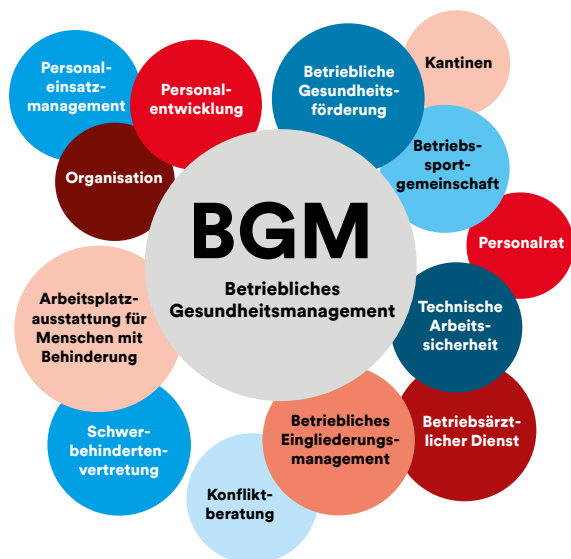 Personal-
einsatz-
management
Personal-
entwicklung
Betriebliche
Gesundheits-
förderung
Kantinen
Organisation
Betriebs-
sport-
gemeinschaft
BGM
Betriebliches
Gesundheitsmanagement
Personalrat
Arbeitsplatz-
ausstattung für
Menschen mit
Behinderung
Technische
Arbeits-
sicherheit
Schwer-
behinderten-
vertretung
Betriebliches
Eingliederungs-
management
Betriebsärzt-
licher Dienst
Konflikt-
beratung